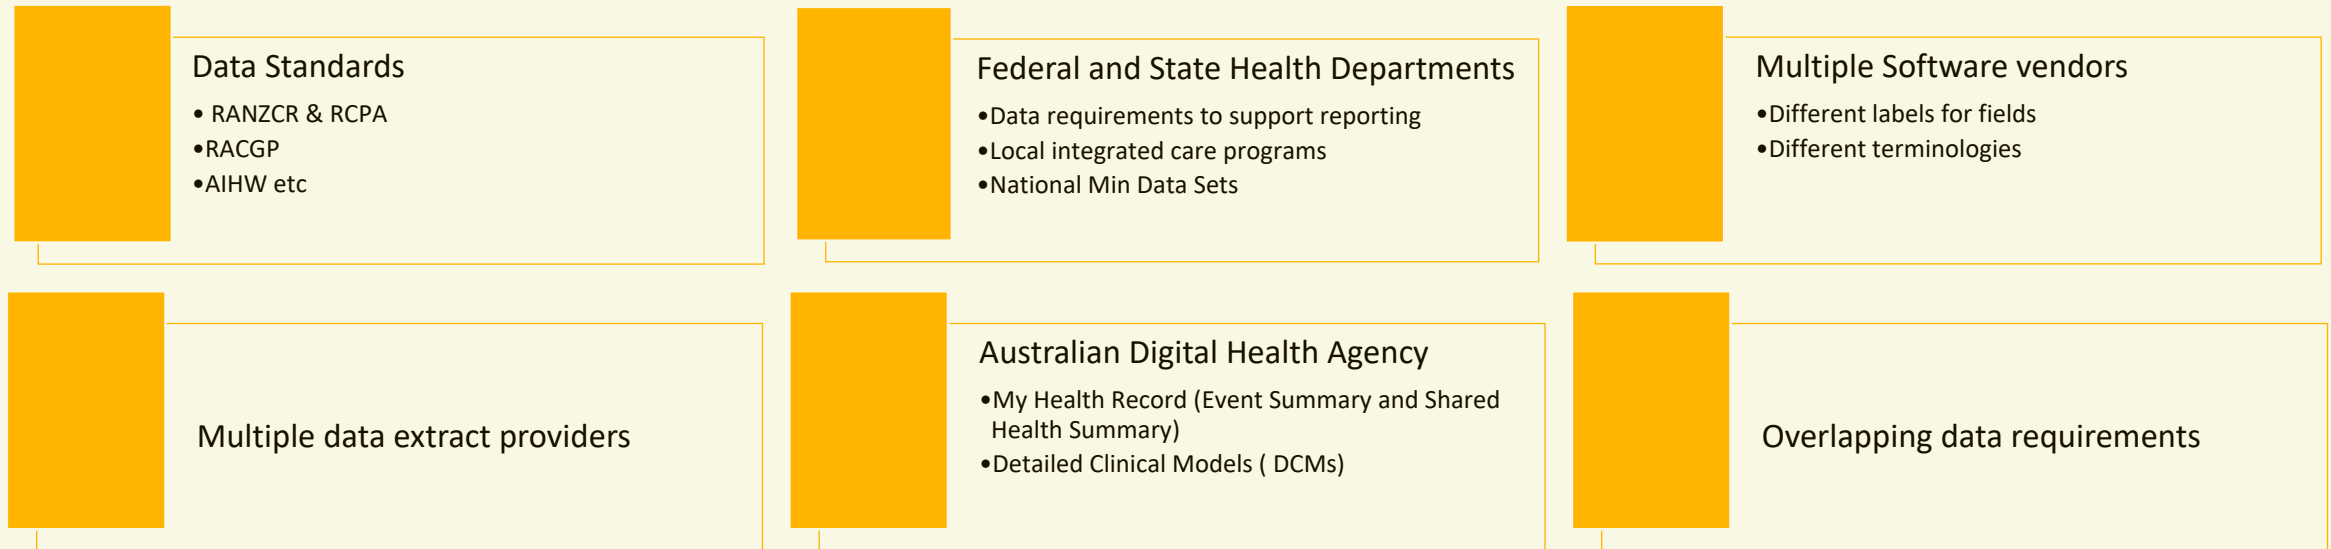 Data Standards
• RANZCR & RCPA
•RACGP
•AIHW etc
Federal and State Health Departments
•Data requirements to support reporting
•Local integrated care programs
•National Min Data Sets
Multiple Software vendors
•Different labels for fields
•Different terminologies
Multiple data extract providers
Australian Digital Health Agency
•My Health Record (Event Summary and Shared
Health Summary)
•Detailed Clinical Models ( DCMs)
Overlapping data requirements